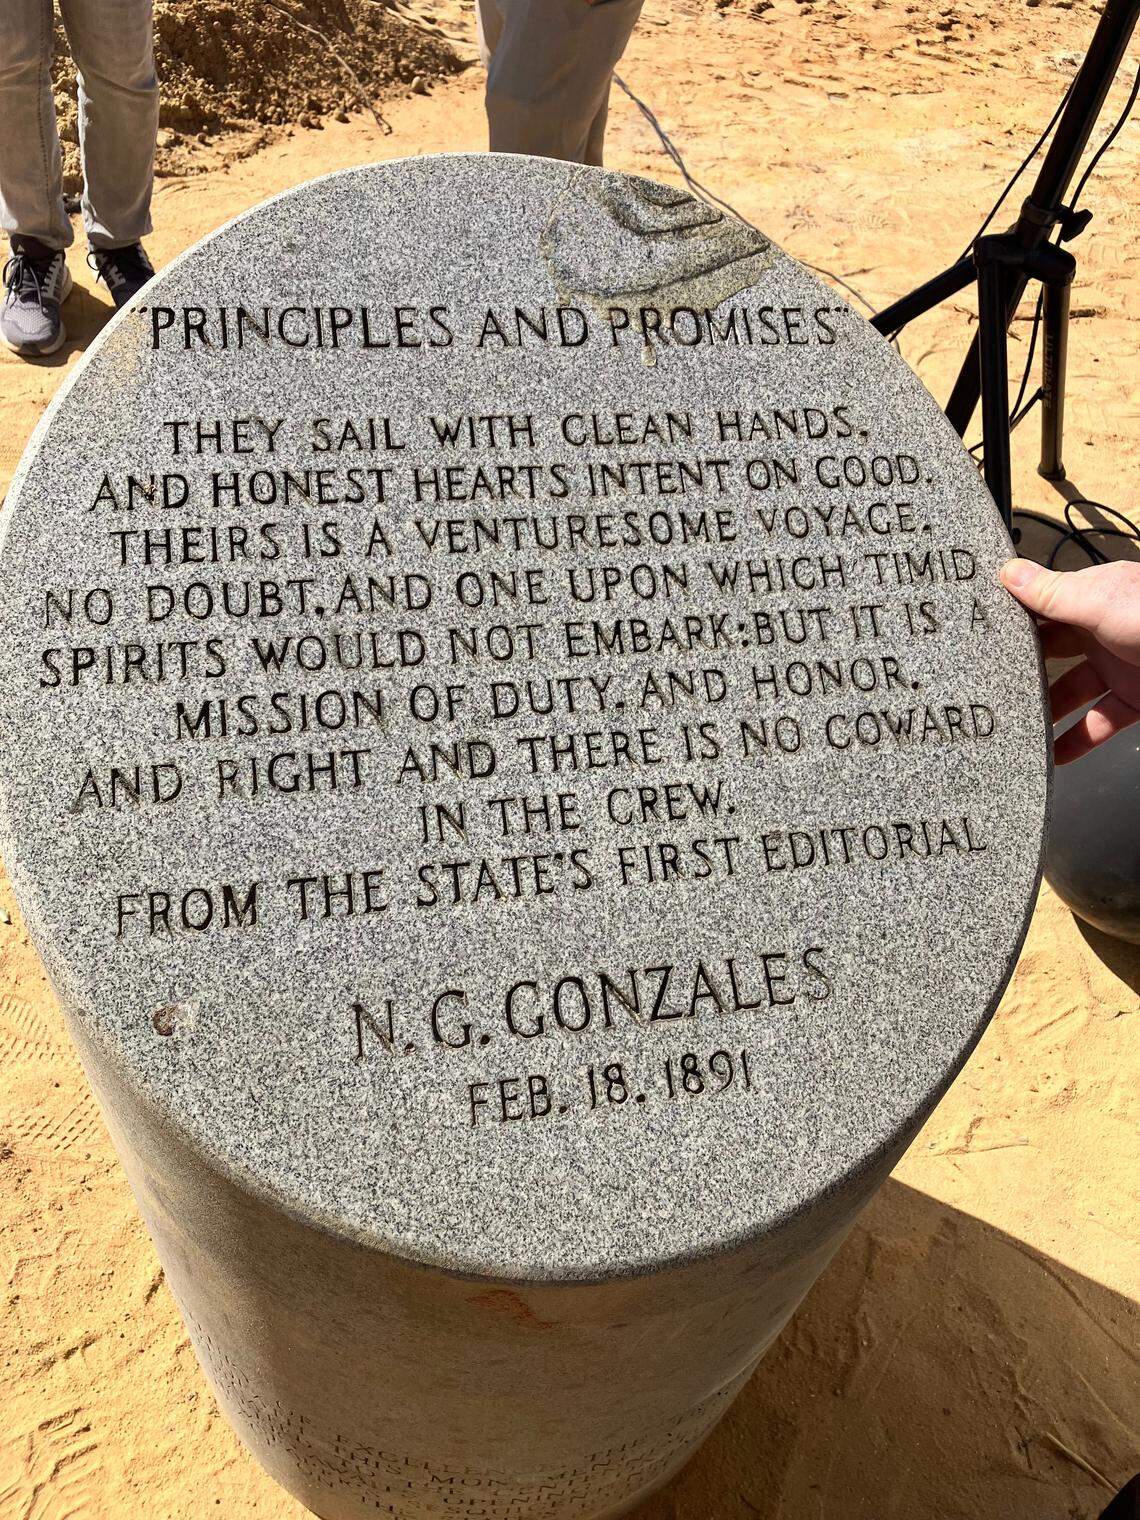 "PRINCIPLES AND PROMISES"
THEY SAIL WITH CLEAN HANDS.
AND HONEST HEARTS INTENT ON GOOD.
THEIRS IS A VENTURESOME VOYAGE.
NO DOUBT, AND ONE UPON WHICH TIMID
SPIRITS WOULD NOT EMBARK: BUT IT IS A
MISSION OF DUTY, AND HONOR.
AND RIGHT AND THERE IS NO COWARD
IN THE CREW.
FROM THE STATE'S FIRST EDITORIAL
N. G. GONZALES
FEB. 18. 1891